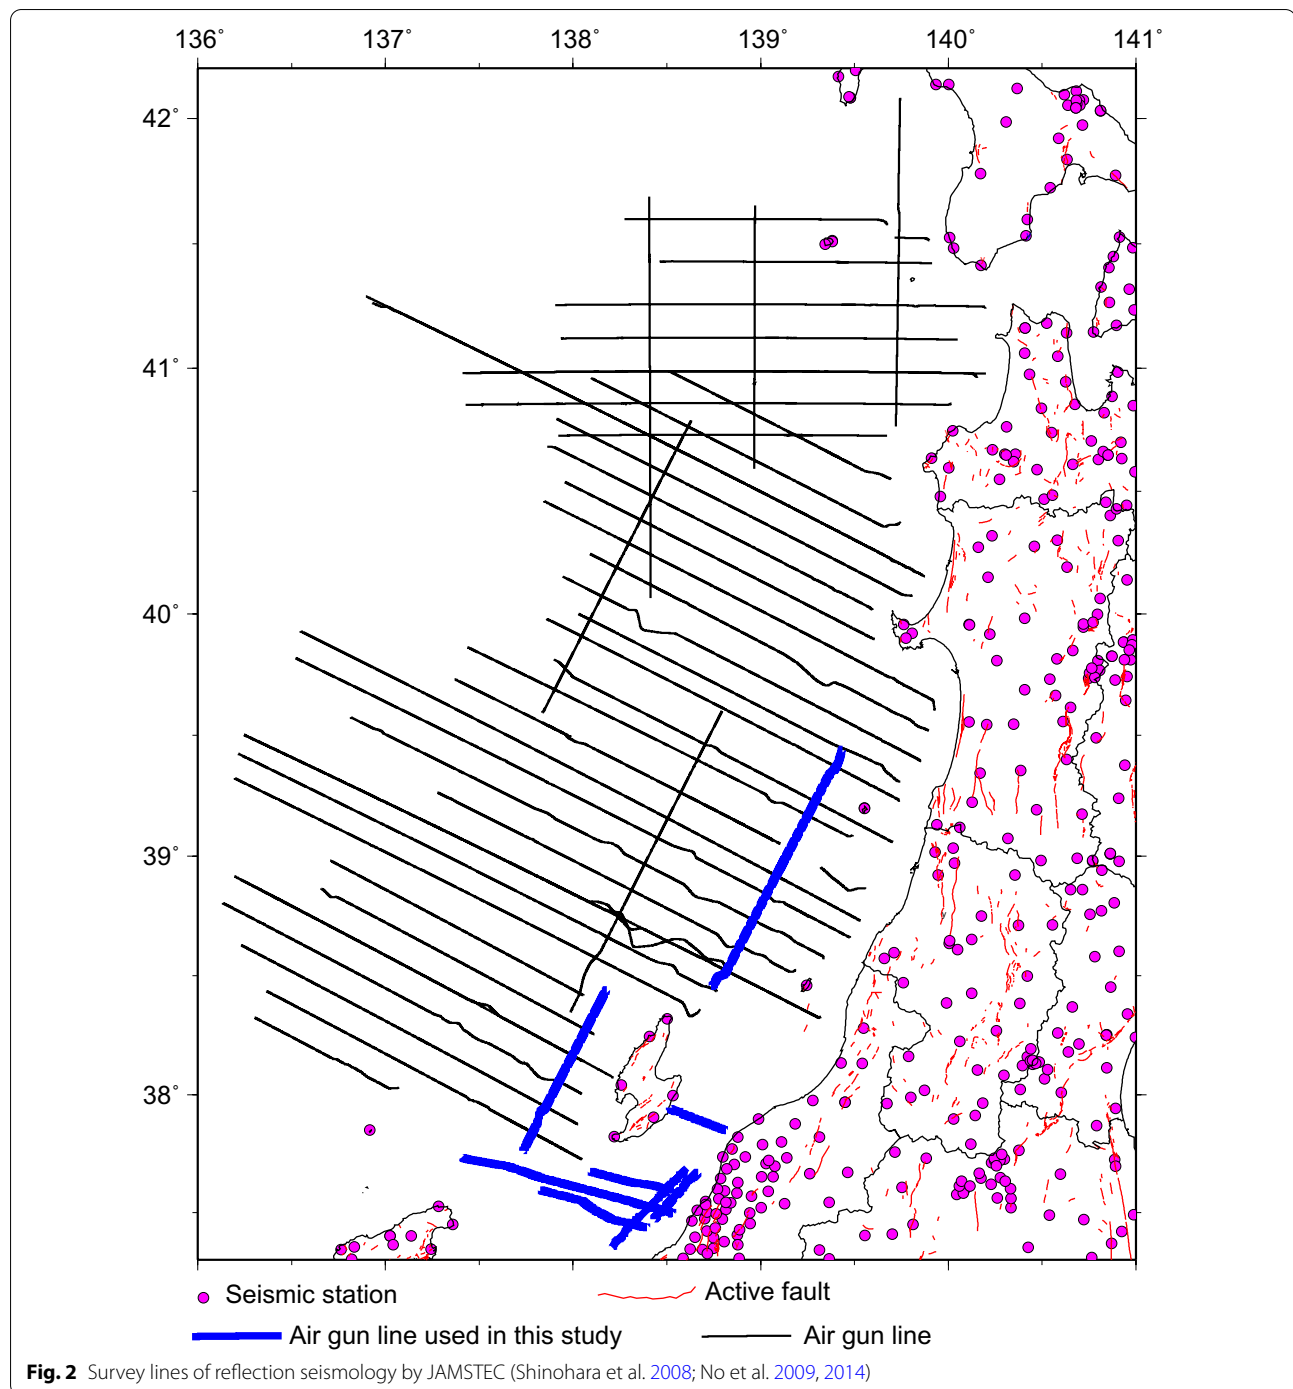 136° 137° 138° 139° 140° 141°
42°
41°
40°
39°
38°
Seismic station Active fault
Air gun line used in this study Air gun line
Fig. 2 Survey lines of reflection seismology by JAMSTEC (Shinohara et al. 2008; No et al. 2009, 2014)